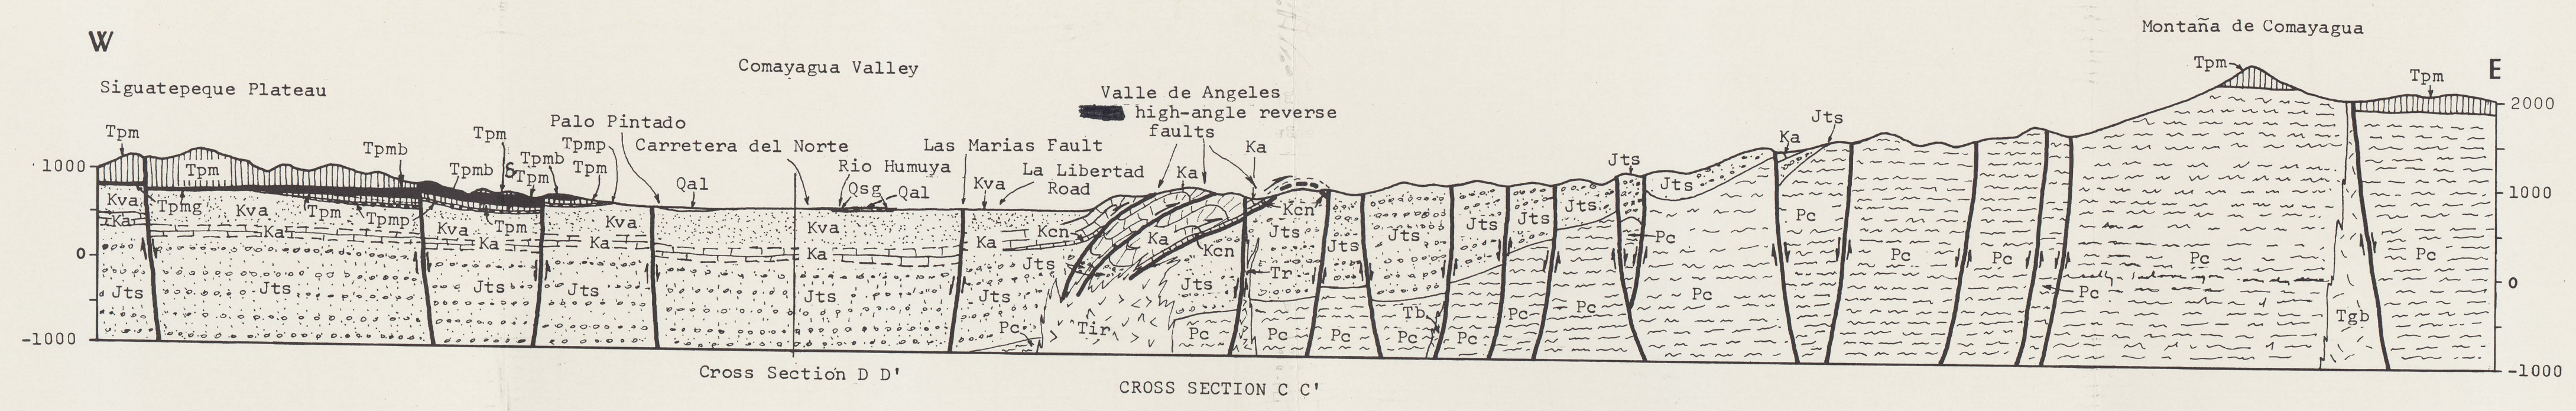 Montaña de Comayagua
W
Comayagua Valley
Tpm
E
Siguatepeque Plateau
Valle de Angeles
high-angle reverse
faults
Tpm
2000
Tpm
Tpm
Palo Pintado
Jts
Tpmp
Carretera del Norte
Las Marias Fault
Ka
Ka
Tpmb
Tpmb
Tpmb
&
Tpm
Tpm
Rio Humuya
La Libertad
Road
Ka
Jts
1000
Tpm
Qal
Qsg
Qal
Kva
Jts
1000
Kva
Tpmg
Kva
Tpm
Tpmp
Kva
Tpm
Kva
Kva
Kcn
Kcn
Jts
Jts
Jts
Jts
Jts
Jts
Pc
Ka
Ka
Ka
Ka
Ka
Ka
Ka
Kcn
Pc
0
Jts
Tr
Pc
Pc
Pc
Pc
0
Jts
Jts
Jts
Jts
Jts
Jts
Jts
Pc
Pc
Pc
Tir
Pc
Pc
Pc
Tb
Pc
Pc
Pc
Pc
Tgb
-1000
-1000
Cross Section D D'
CROSS SECTION C C'